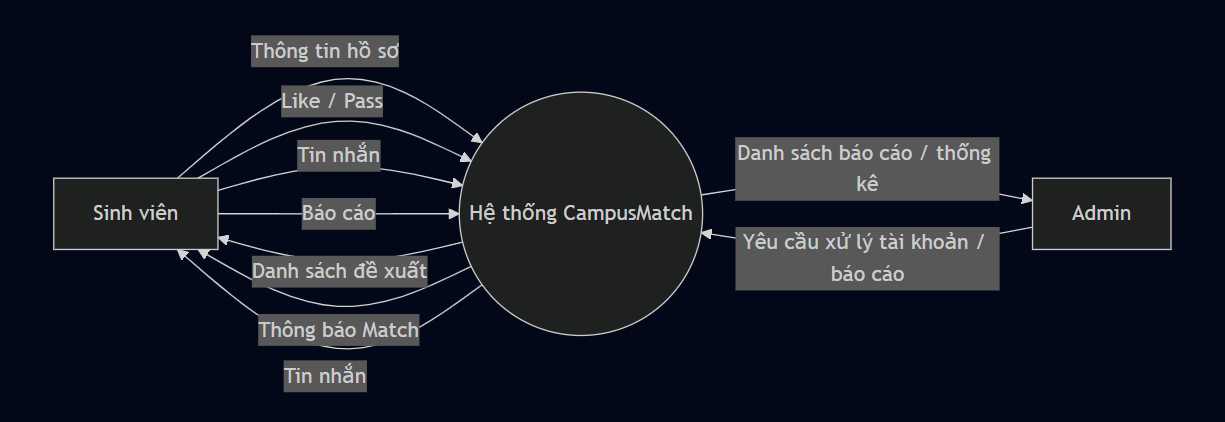 Thông tin hồ sơ
Like / Pass
Tin nhắn
Sinh viên
Báo cáo
Hệ thống CampusMatch
Danh sách báo cáo / thống
kê
Admin
Yêu cầu xử lý tài khoản /
báo cáo
Danh sách đề xuất
Thông báo Match
Tin nhắn